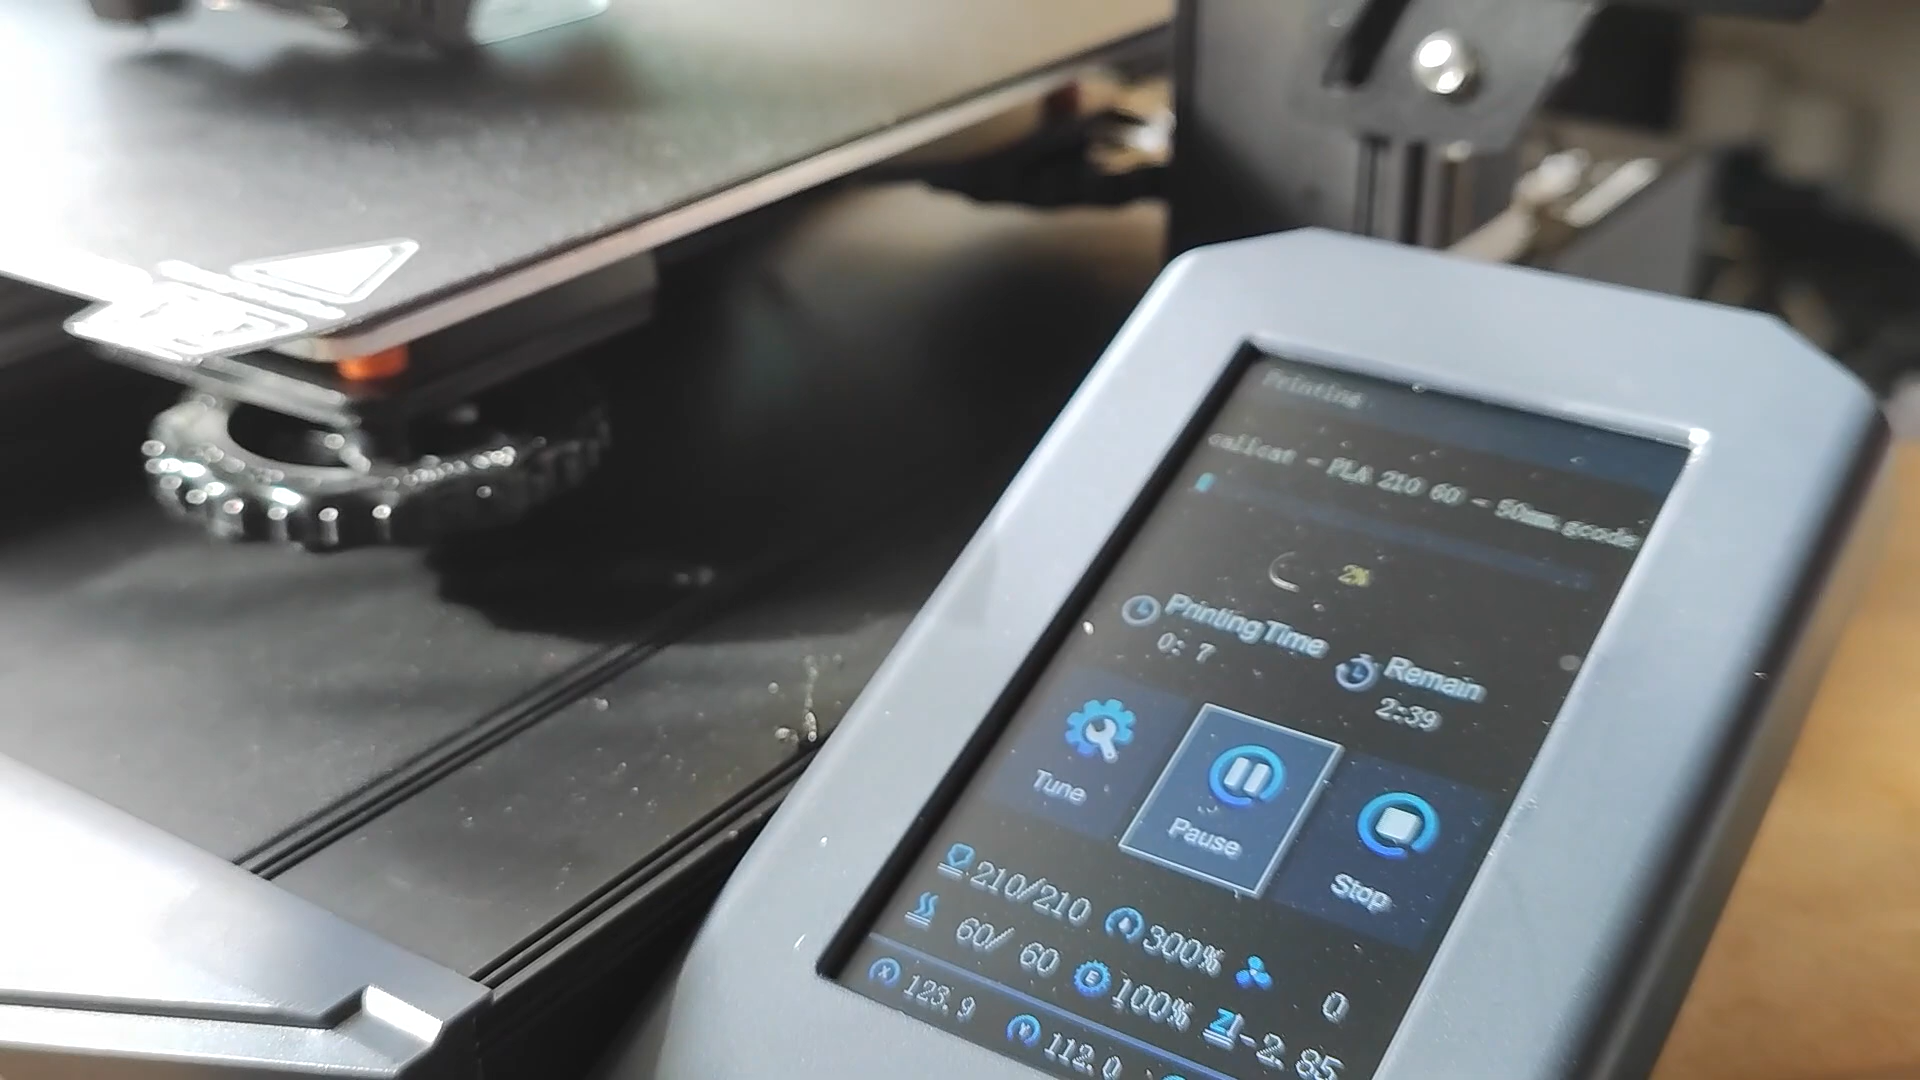 Printing
calicat - PLA 210 60 - 50mm.gcode
2%
PrintingTime
0: 7
Remain
2:39
Tune
Pause
Stop
210/210 300% 0
60/ 60 E 100% Z -2.85
X 123.9 Y 112.0